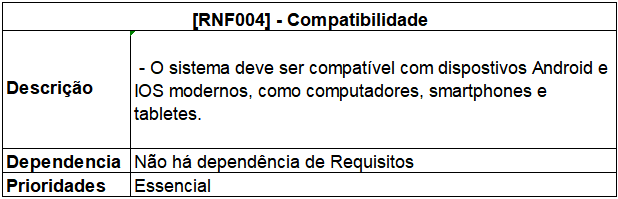 [RNF004] - Compatibilidade
Descrição
- O sistema deve ser compatível com dispostivos Android e
IOS modernos, como computadores, smartphones e
tabletes.
Dependencia Não há dependência de Requisitos
Prioridades Essencial